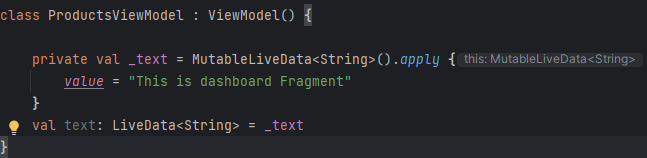 class ProductsViewModel : ViewModel() {
private val _text = MutableLiveData<String>().apply { this: MutableLiveData<String>
value = "This is dashboard Fragment"
}
val text: LiveData<String> = _text
}